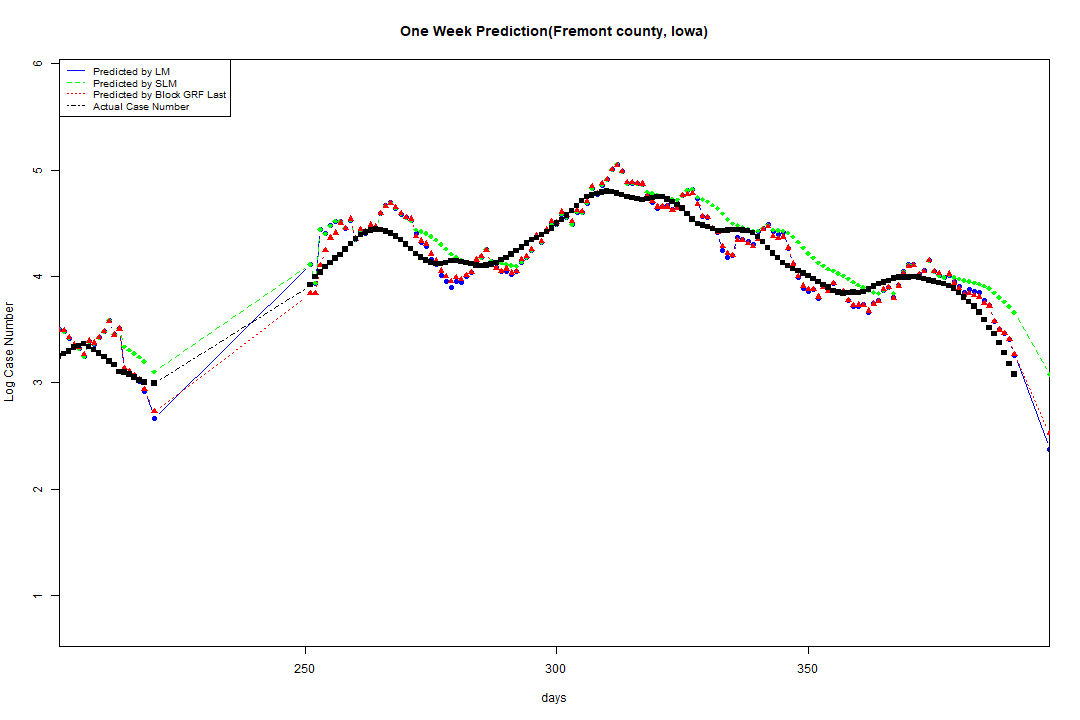 One Week Prediction(Fremont county, Iowa)
Predicted by LM
Predicted by SLM
Predicted by Block GRF Last
Actual Case Number
6
5
4
3
2
1
Log Case Number
250
300
350
days